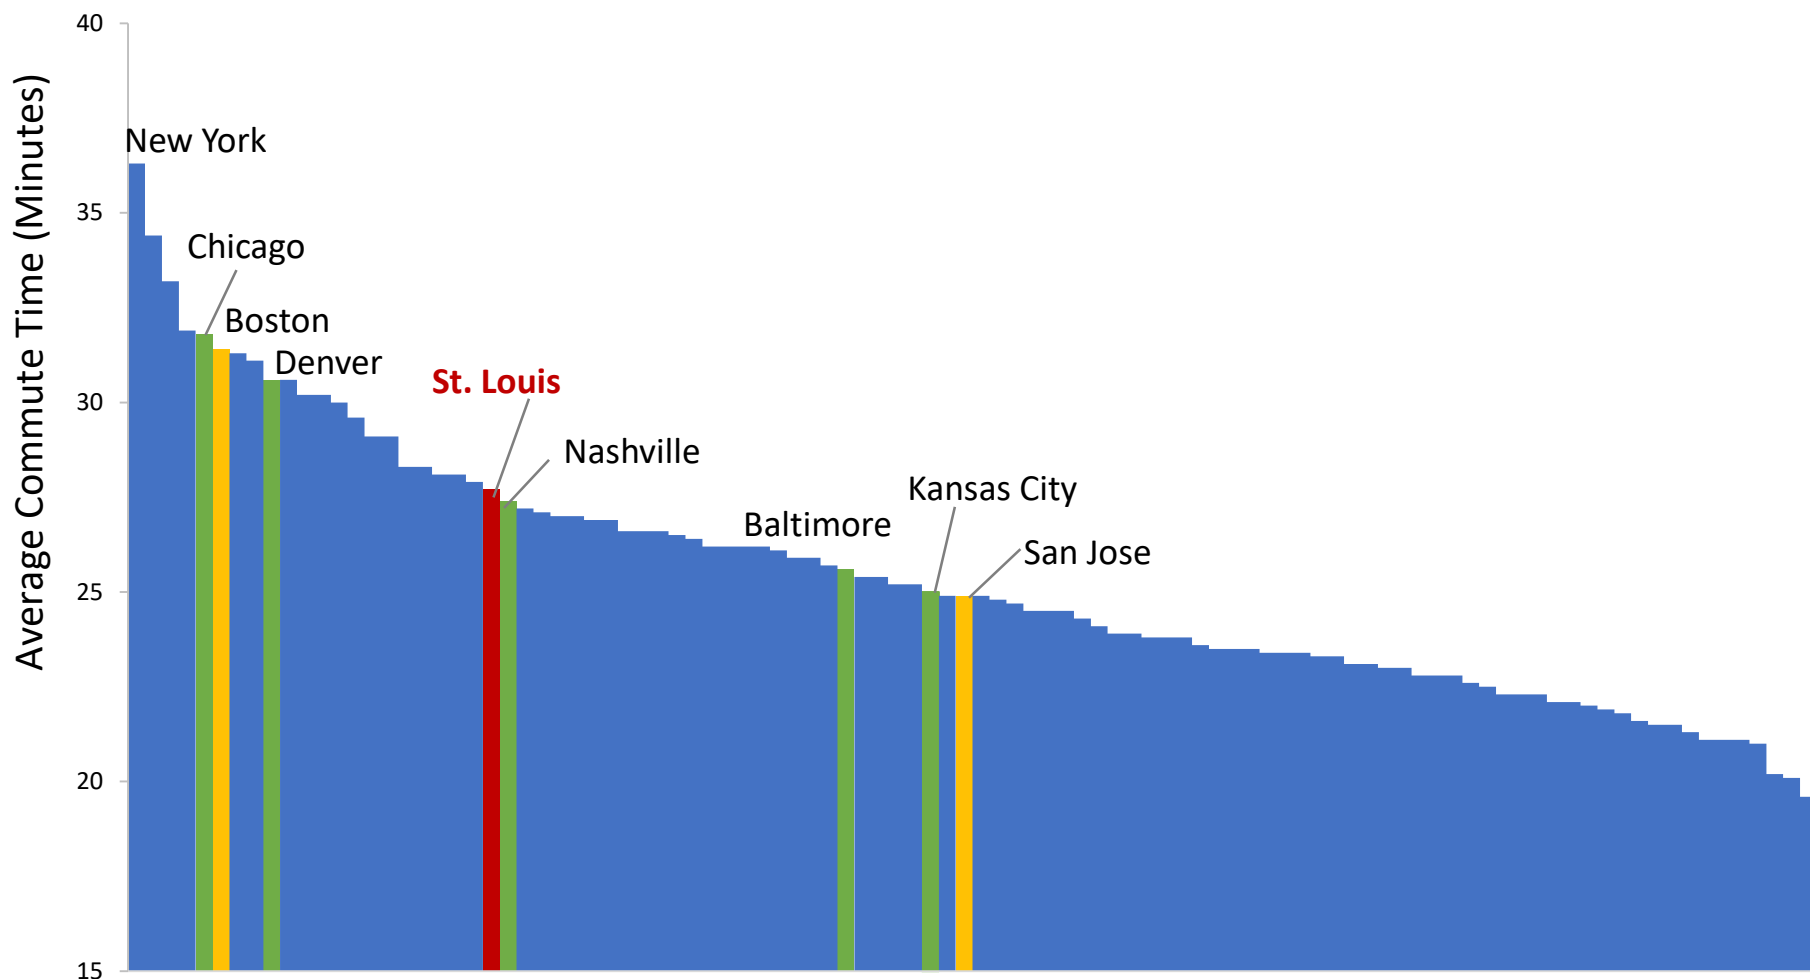 40
New York
35
Chicago
Boston
Denver
30
St. Louis
Nashville
Kansas City
Baltimore
San Jose
25
20
15
Average Commute Time (Minutes)